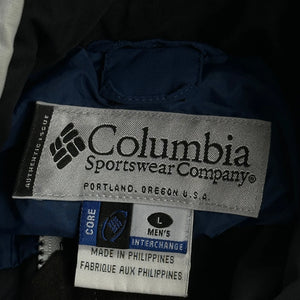 AUTHENTIC ISSUE
Columbia
Sportswear Company®
PORTLAND, OREGON U.S.A.
CORE
L
MEN'S
INTERCHANGE
MADE IN PHILIPPINES
FABRIQUE AUX PHILIPPINES